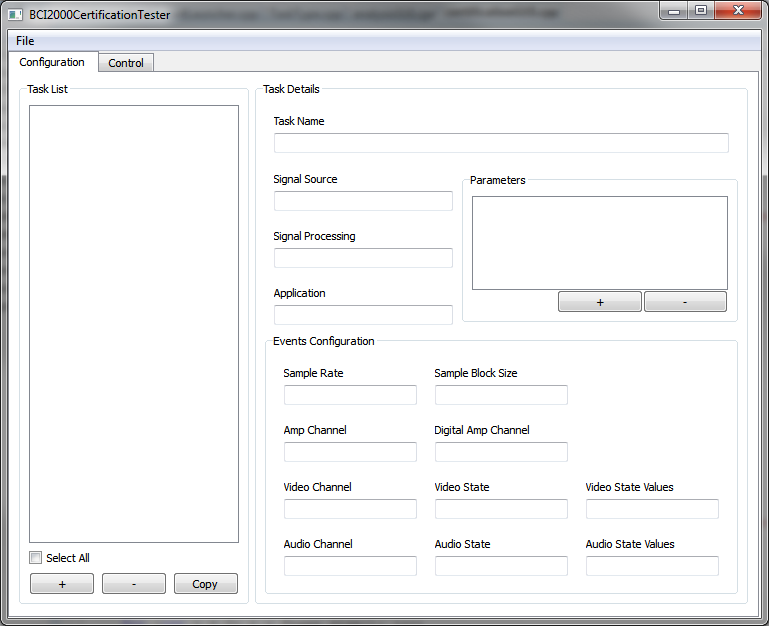 BCI2000CertificationTester
File
Configuration
Control
Task List
Select All
+
-
Copy
Task Details
Task Name
Signal Source
Signal Processing
Application
Parameters
+
-
Events Configuration
Sample Rate
Sample Block Size
Amp Channel
Digital Amp Channel
Video Channel
Video State
Video State Values
Audio Channel
Audio State
Audio State Values